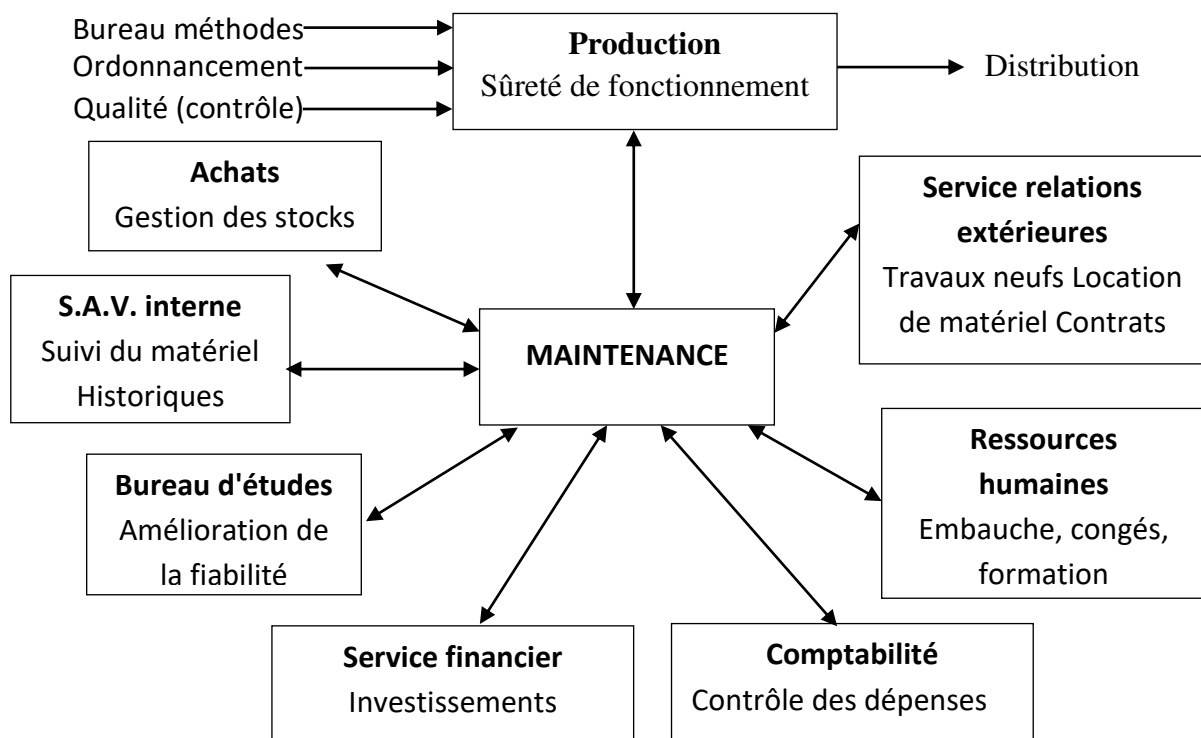 Bureau méthodes
Ordonnancement
Qualité (contrôle)
Production
Sûreté de fonctionnement
Distribution
Achats
Gestion des stocks
Service relations
extérieures
Travaux neufs Location
de matériel Contrats
S.A.V. interne
Suivi du matériel
Historiques
MAINTENANCE
Bureau d'études
Amélioration de
la fiabilité
Ressources
humaines
Embauche, congés,
formation
Service financier
Investissements
Comptabilité
Contrôle des dépenses